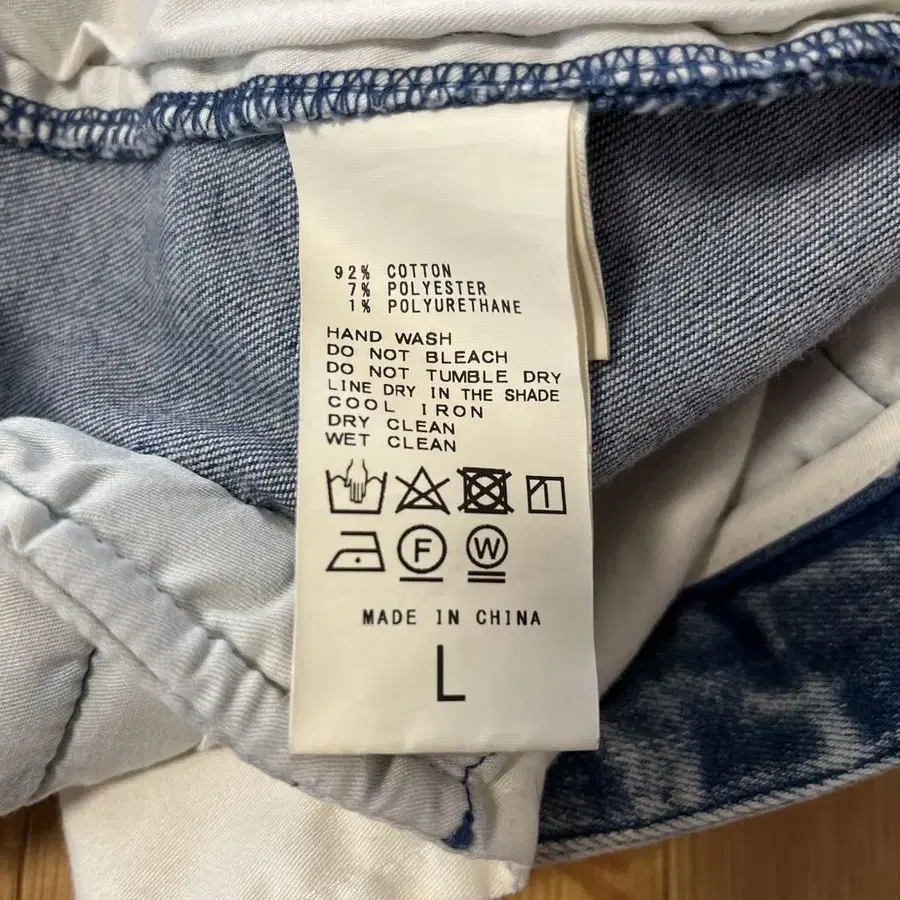 92% COTTON
7% POLYESTER
1% POLYURETHANE
HAND WASH
DO NOT BLEACH
DO NOT TUMBLE DRY
LINE DRY IN THE SHADE
COOL IRON
DRY CLEAN
WET CLEAN
F W
MADE IN CHINA
L